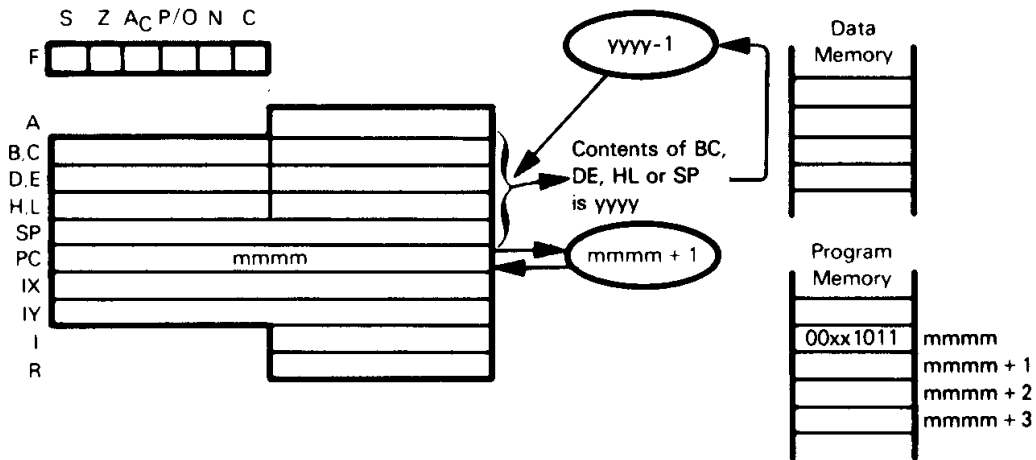 S Z AC P/O N C
F
A
B,C
D,E
H,L
SP
PC
IX
IY
I
R
mmmm
yyyy-1
Contents of BC,
DE, HL or SP
is yyyy
mmmm + 1
Data
Memory
Program
Memory
00xx1011 mmmm
mmmm + 1
mmmm + 2
mmmm + 3